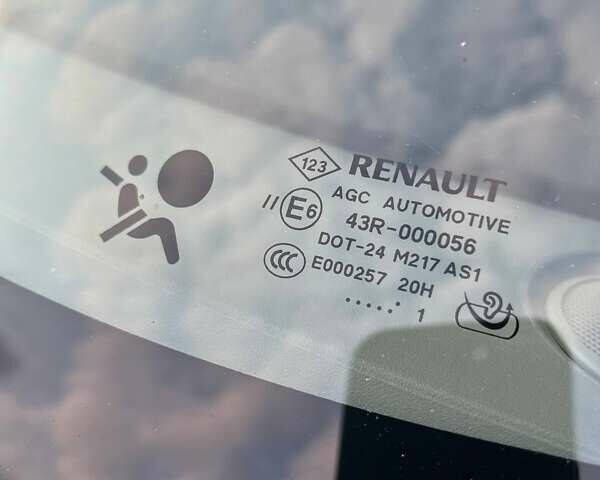 123 RENAULT
AGC AUTOMOTIVE
// E6 43R-000056
DOT-24 M217 AS1
CCC E000257 20H
..... 1